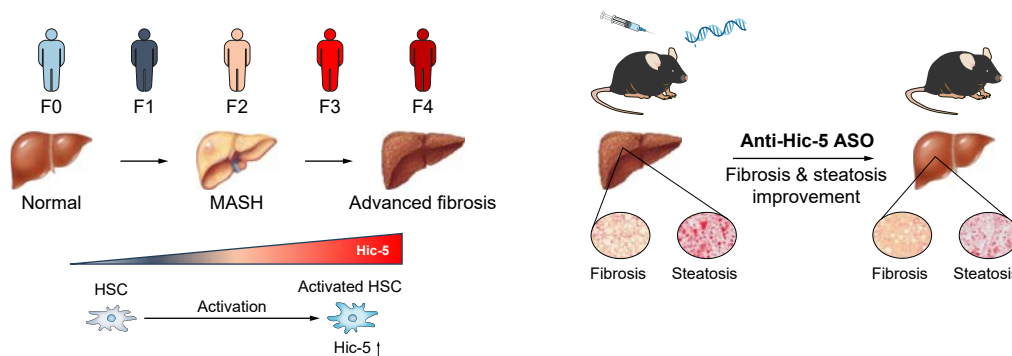 F0
F1
F2
F3
F4
Normal
MASH
Advanced fibrosis
Hic-5
HSC
Activation
Activated HSC
Hic-5 ↑
Anti-Hic-5 ASO
Fibrosis & steatosis
improvement
Fibrosis
Steatosis
Fibrosis
Steatosis